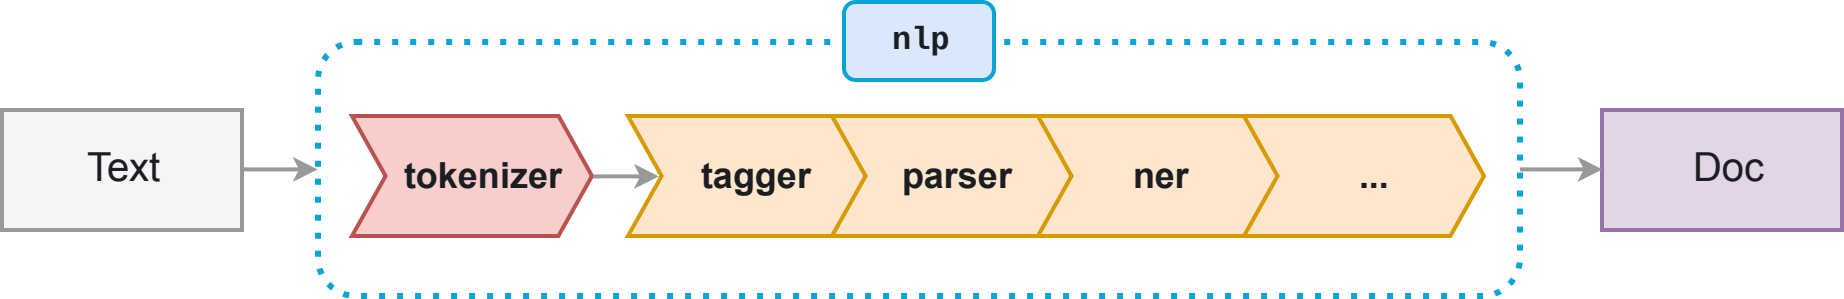 nlp
Text
tokenizer
tagger
parser
ner
...
Doc